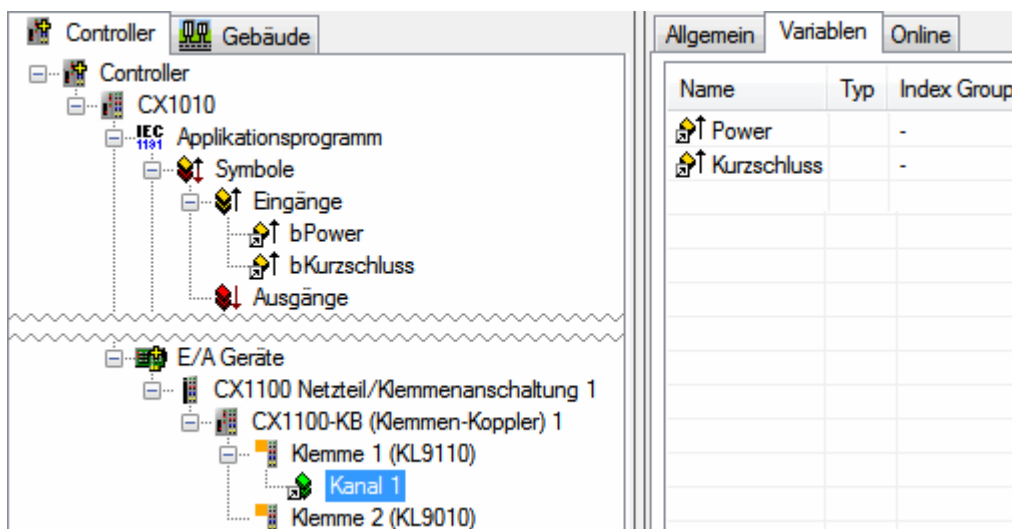 Controller Gebäude
Controller
CX1010
IEC 1131 Applikationsprogramm
Symbole
Eingänge
bPower
bKurzschluss
Ausgänge
E/A Geräte
CX1100 Netzteil/Klemmenanschaltung 1
CX1100-KB (Klemmen-Koppler) 1
Klemme 1 (KL9110)
Kanal 1
Klemme 2 (KL9010)
Allgemein Variablen Online
Name Typ Index Group
Power -
Kurzschluss -